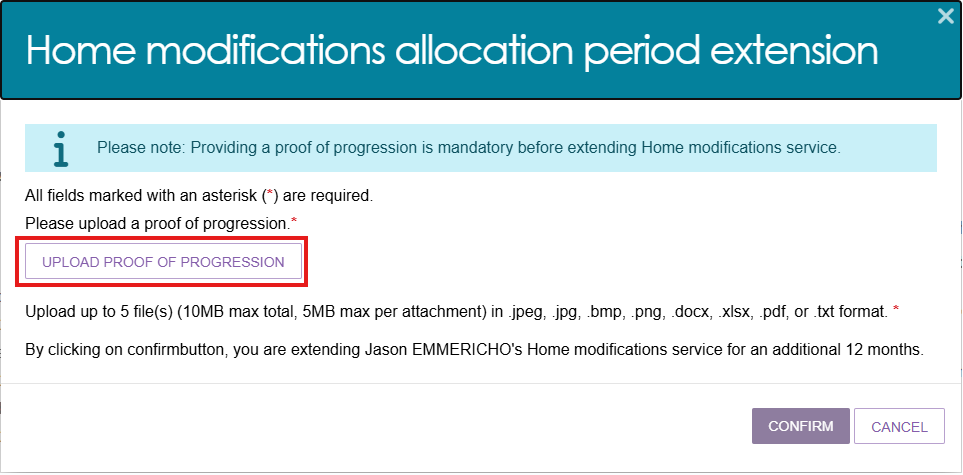 Home modifications allocation period extension
Please note: Providing a proof of progression is mandatory before extending Home modifications service.
All fields marked with an asterisk (*) are required.
Please upload a proof of progression.*
UPLOAD PROOF OF PROGRESSION
Upload up to 5 file(s) (10MB max total, 5MB max per attachment) in .jpeg, .jpg, .bmp, .png, .docx, .xlsx, .pdf, or .txt format. *
By clicking on confirmbutton, you are extending Jason EMMERICHO's Home modifications service for an additional 12 months.
CONFIRM CANCEL